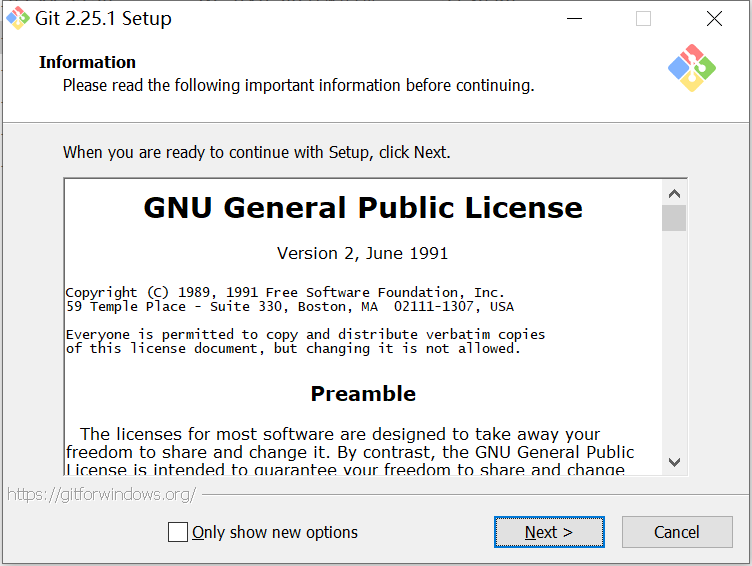 Git 2.25.1 Setup
Information
Please read the following important information before continuing.
When you are ready to continue with Setup, click Next.
GNU General Public License
Version 2, June 1991
Copyright (C) 1989, 1991 Free Software Foundation, Inc.
59 Temple Place - Suite 330, Boston, MA  02111-1307, USA
Everyone is permitted to copy and distribute verbatim copies
of this license document, but changing it is not allowed.
Preamble
The licenses for most software are designed to take away your
freedom to share and change it. By contrast, the GNU General Public
License is intended to guarantee your freedom to share and change
https://gitforwindows.org/
Only show new options
Next >
Cancel